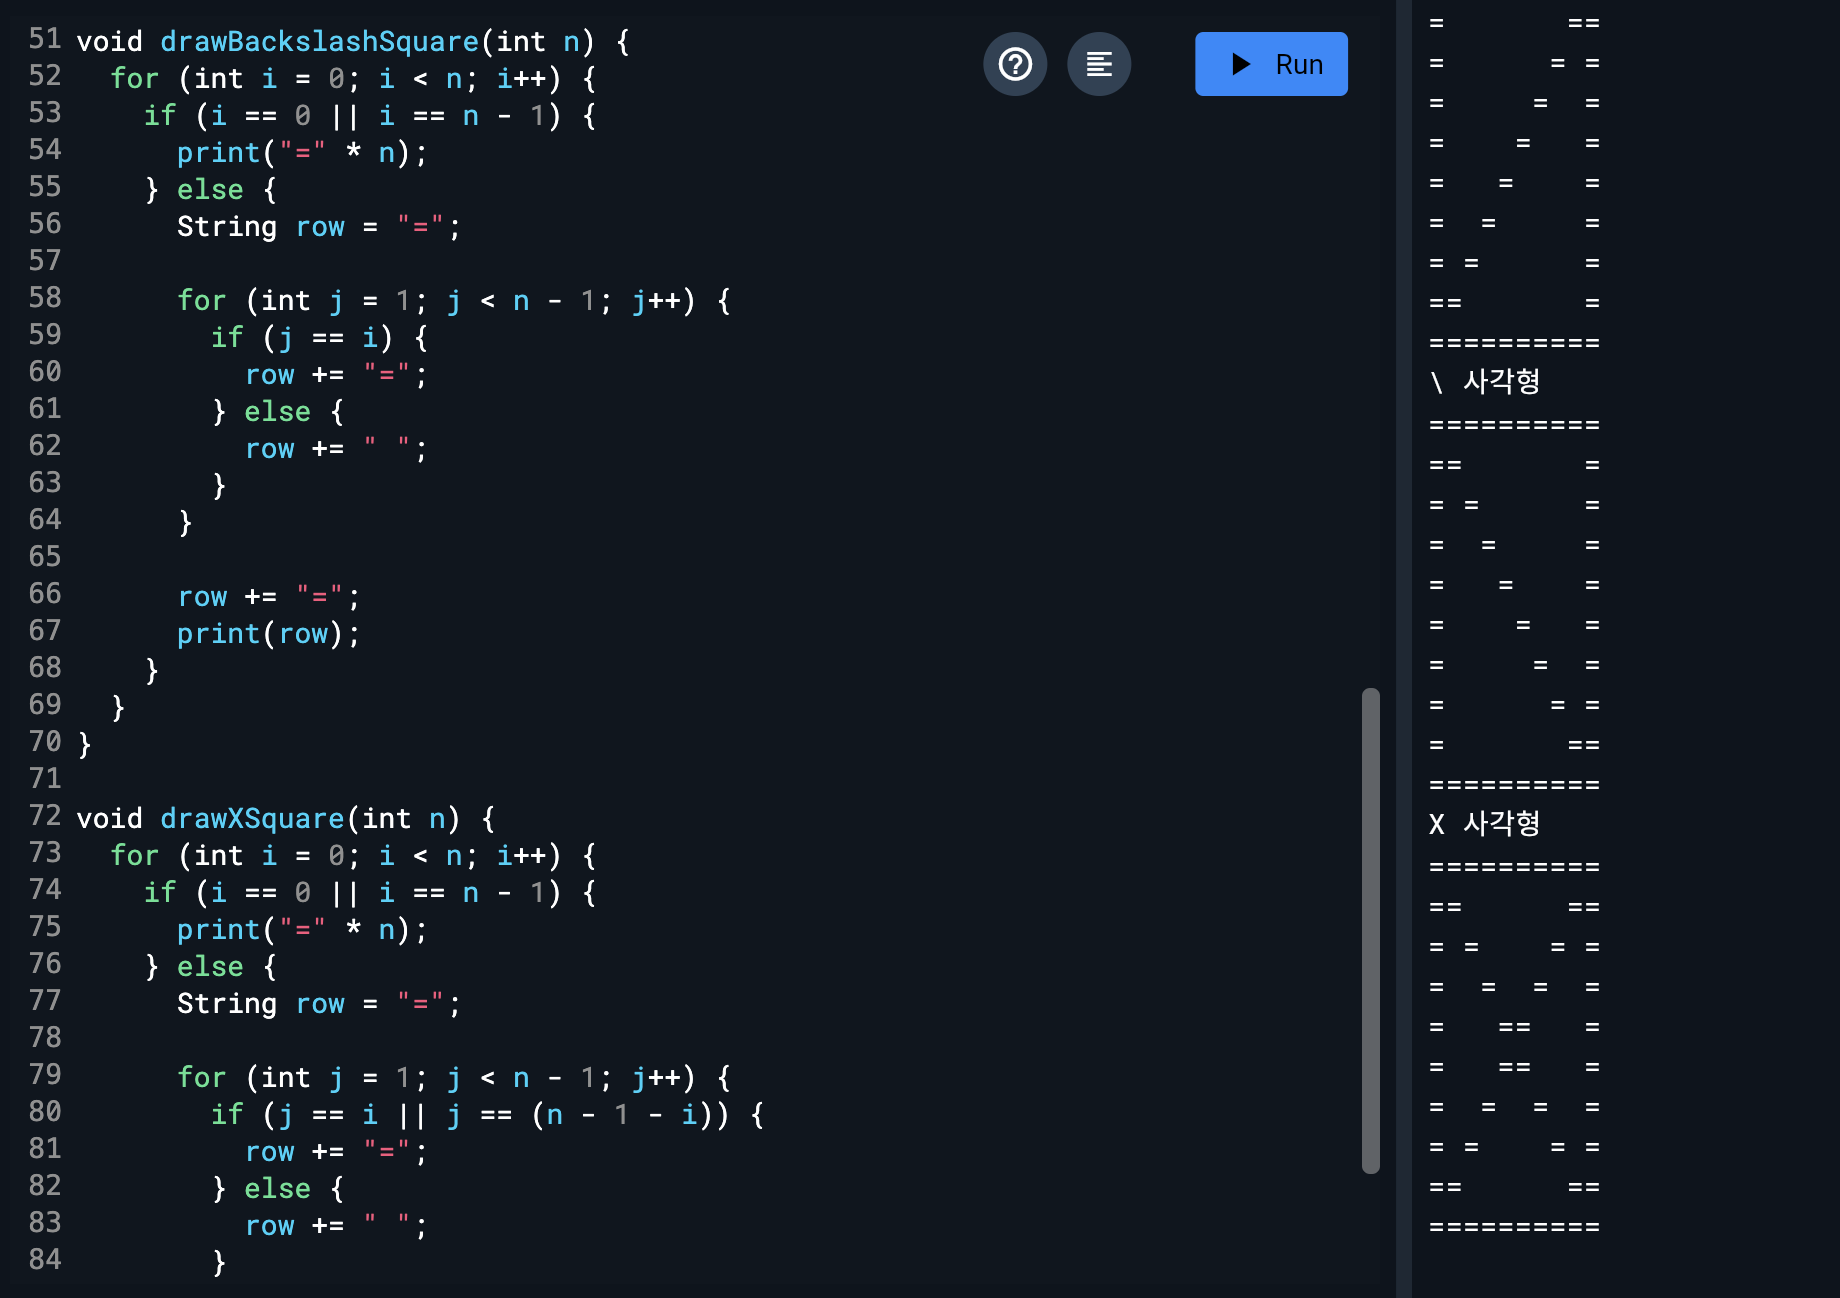 51 void drawBackslashSquare(int n) {
52   for (int i = 0; i < n; i++) {
53     if (i == 0 || i == n - 1) {
54       print("=" * n);
55     } else {
56       String row = "=";
57
58       for (int j = 1; j < n - 1; j++) {
59         if (j == i) {
60           row += "=";
61         } else {
62           row += " ";
63         }
64       }
65
66       row += "=";
67       print(row);
68     }
69   }
70 }
71
72 void drawXSquare(int n) {
73   for (int i = 0; i < n; i++) {
74     if (i == 0 || i == n - 1) {
75       print("=" * n);
76     } else {
77       String row = "=";
78
79       for (int j = 1; j < n - 1; j++) {
80         if (j == i || j == (n - 1 - i)) {
81           row += "=";
82         } else {
83           row += " ";
84         }
Run
=       ==
=      = =
=     =  =
=    =   =
=   =    =
=  =     =
= =      =
==       =
==========
\ 사각형
==========
==       =
= =      =
=  =     =
=   =    =
=    =   =
=     =  =
=      = =
=       ==
==========
X 사각형
==========
==      ==
= =    = =
=  =  =  =
=   ==   =
=   ==   =
=  =  =  =
= =    = =
==      ==
==========